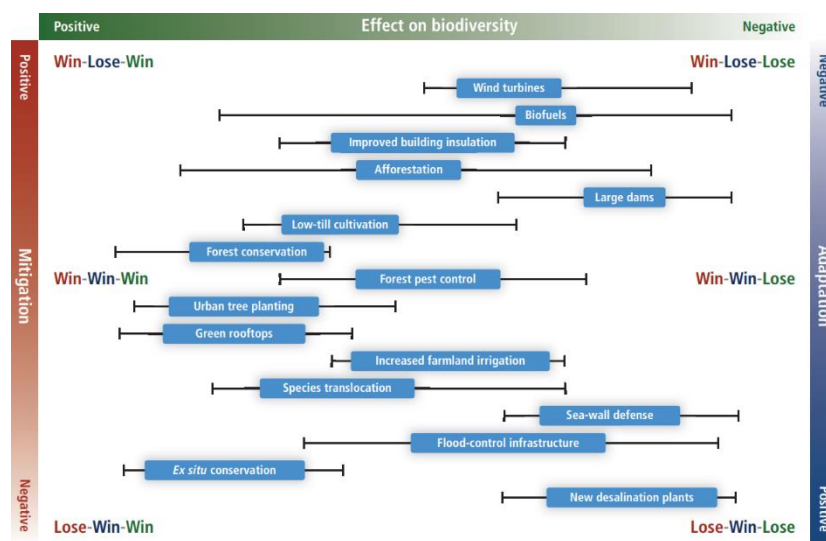 Positive Effect on biodiversity Negative
Positive
Mitigation
Negative
Negative
Adaptation
Positive
Win-Lose-Win Win-Lose-Lose
Wind turbines
Biofuels
Improved building insulation
Afforestation
Large dams
Low-till cultivation
Forest conservation
Win-Win-Win Forest pest control Win-Win-Lose
Urban tree planting
Green rooftops
Increased farmland irrigation
Species translocation
Sea-wall defense
Flood-control infrastructure
Ex situ conservation
New desalination plants
Lose-Win-Win Lose-Win-Lose